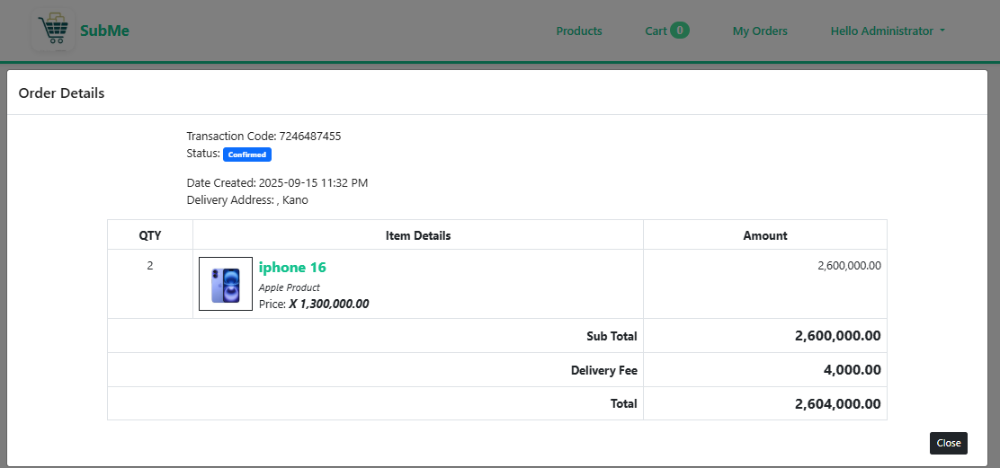 SubMe
Products Cart 0 My Orders Hello Administrator
Order Details
Transaction Code: 7246487455
Status: Confirmed
Date Created: 2025-09-15 11:32 PM
Delivery Address: , Kano
QTY Item Details Amount
2 iphone 16 2,600,000.00
Apple Product
Price: X 1,300,000.00
Sub Total 2,600,000.00
Delivery Fee 4,000.00
Total 2,604,000.00
Close